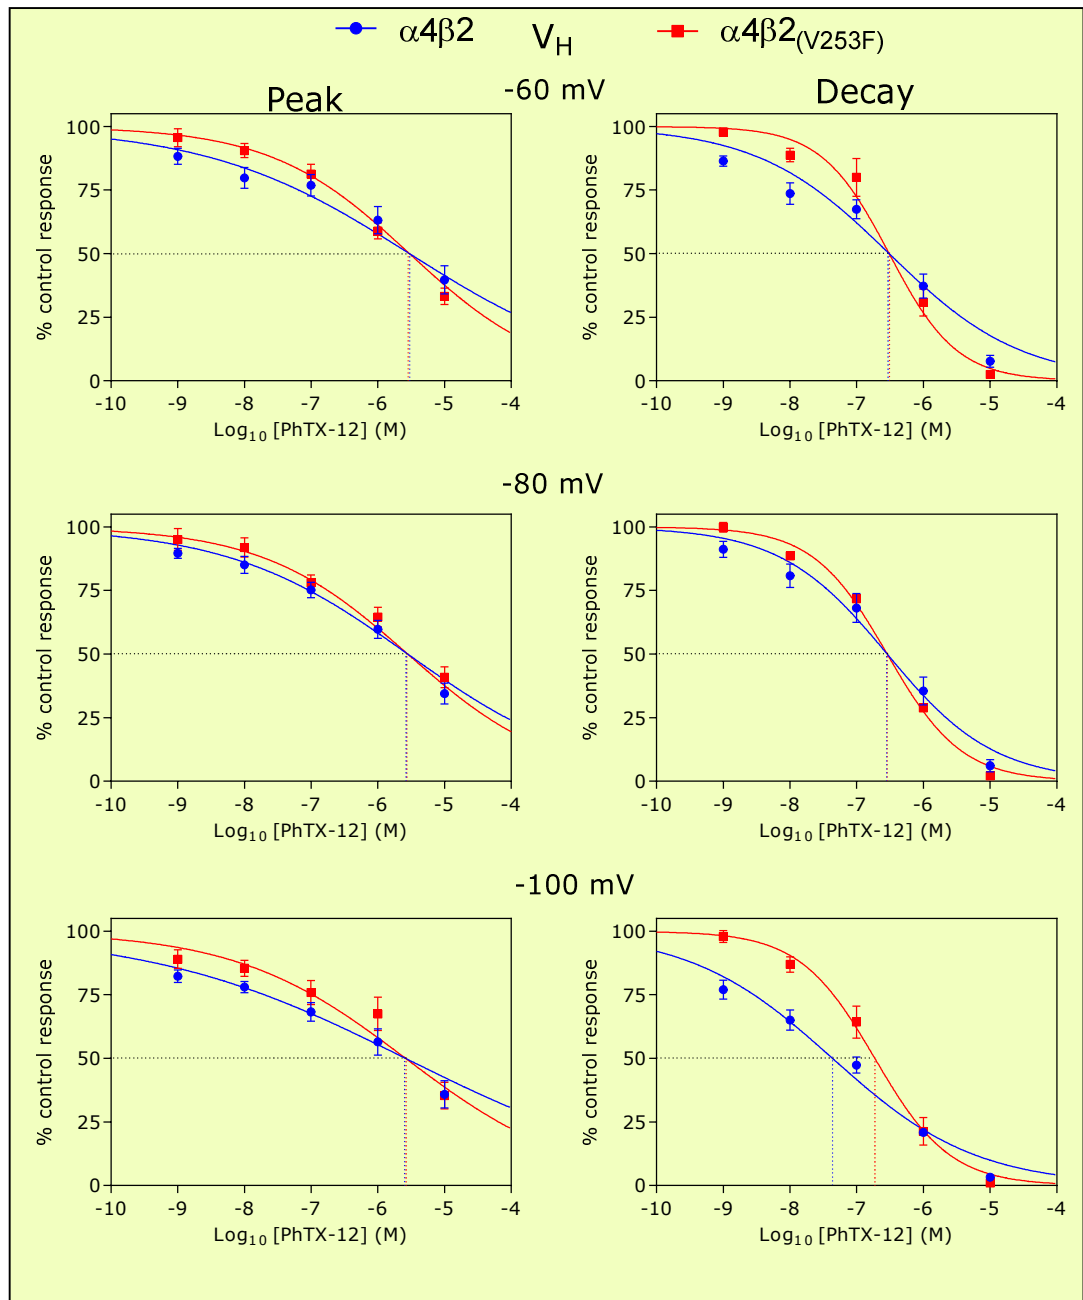 α4β2 V_H α4β2(V253F)
-60 mV
Peak Decay
100 100
75 75
50 50
25 25
0 0
% control response % control response
-10 -9 -8 -7 -6 -5 -4 -10 -9 -8 -7 -6 -5 -4
Log10 [PhTX-12] (M) Log10 [PhTX-12] (M)
-80 mV
100 100
75 75
50 50
25 25
0 0
% control response % control response
-10 -9 -8 -7 -6 -5 -4 -10 -9 -8 -7 -6 -5 -4
Log10 [PhTX-12] (M) Log10 [PhTX-12] (M)
-100 mV
100 100
75 75
50 50
25 25
0 0
% control response % control response
-10 -9 -8 -7 -6 -5 -4 -10 -9 -8 -7 -6 -5 -4
Log10 [PhTX-12] (M) Log10 [PhTX-12] (M)